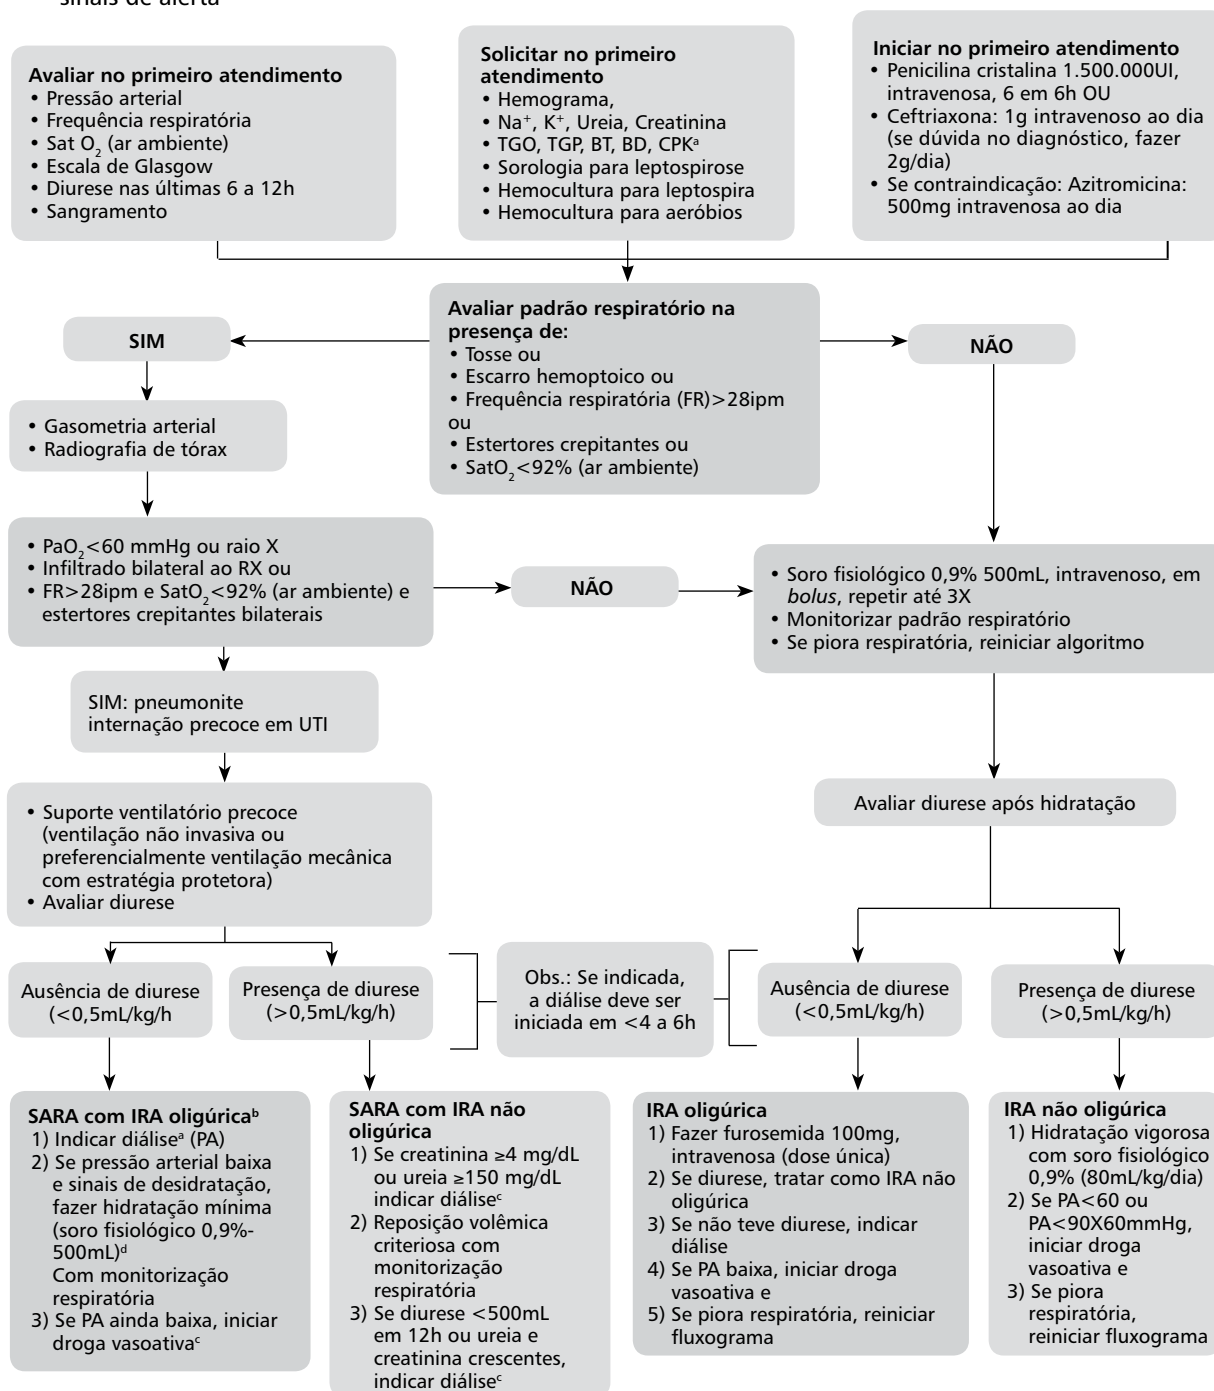 sinais de alerta
Avaliar no primeiro atendimento
• Pressão arterial
• Frequência respiratória
• Sat O₂ (ar ambiente)
• Escala de Glasgow
• Diurese nas últimas 6 a 12h
• Sangramento
Solicitar no primeiro
atendimento
• Hemograma,
• Na⁺, K⁺, Ureia, Creatinina
• TGO, TGP, BT, BD, CPKᵃ
• Sorologia para leptospirose
• Hemocultura para leptospira
• Hemocultura para aeróbios
Iniciar no primeiro atendimento
• Penicilina cristalina 1.500.000UI,
intravenosa, 6 em 6h OU
• Ceftriaxona: 1g intravenoso ao dia
(se dúvida no diagnóstico, fazer
2g/dia)
• Se contraindicação: Azitromicina:
500mg intravenosa ao dia
Avaliar padrão respiratório na
presença de:
• Tosse ou
• Escarro hemoptoico ou
• Frequência respiratória (FR)>28ipm
ou
• Estertores crepitantes ou
• SatO₂<92% (ar ambiente)
SIM
NÃO
• Gasometria arterial
• Radiografia de tórax
• PaO₂<60 mmHg ou raio X
• Infiltrado bilateral ao RX ou
• FR>28ipm e SatO₂<92% (ar ambiente) e
estertores crepitantes bilaterais
NÃO
• Soro fisiológico 0,9% 500mL, intravenoso, em
bolus, repetir até 3X
• Monitorizar padrão respiratório
• Se piora respiratória, reiniciar algoritmo
SIM: pneumonite
internação precoce em UTI
• Suporte ventilatório precoce
(ventilação não invasiva ou
preferencialmente ventilação mecânica
com estratégia protetora)
• Avaliar diurese
Avaliar diurese após hidratação
Ausência de diurese
(<0,5mL/kg/h
Presença de diurese
(>0,5mL/kg/h)
Obs.: Se indicada,
a diálise deve ser
iniciada em <4 a 6h
Ausência de diurese
(<0,5mL/kg/h)
Presença de diurese
(>0,5mL/kg/h)
SARA com IRA oligúricaᵇ
1) Indicar diáliseᵃ (PA)
2) Se pressão arterial baixa
e sinais de desidratação,
fazer hidratação mínima
(soro fisiológico 0,9%-
500mL)ᵈ
Com monitorização
respiratória
3) Se PA ainda baixa, iniciar
droga vasoativaᶜ
SARA com IRA não
oligúrica
1) Se creatinina ≥4 mg/dL
ou ureia ≥150 mg/dL
indicar diáliseᶜ
2) Reposição volêmica
criteriosa com
monitorização
respiratória
3) Se diurese <500mL
em 12h ou ureia e
creatinina crescentes,
indicar diáliseᶜ
IRA oligúrica
1) Fazer furosemida 100mg,
intravenosa (dose única)
2) Se diurese, tratar como IRA não
oligúrica
3) Se não teve diurese, indicar
diálise
4) Se PA baixa, iniciar droga
vasoativa e
5) Se piora respiratória, reiniciar
fluxograma
IRA não oligúrica
1) Hidratação vigorosa
com soro fisiológico
0,9% (80mL/kg/dia)
2) Se PA<60 ou
PA<90X60mmHg,
iniciar droga
vasoativa e
3) Se piora
respiratória,
reiniciar fluxograma